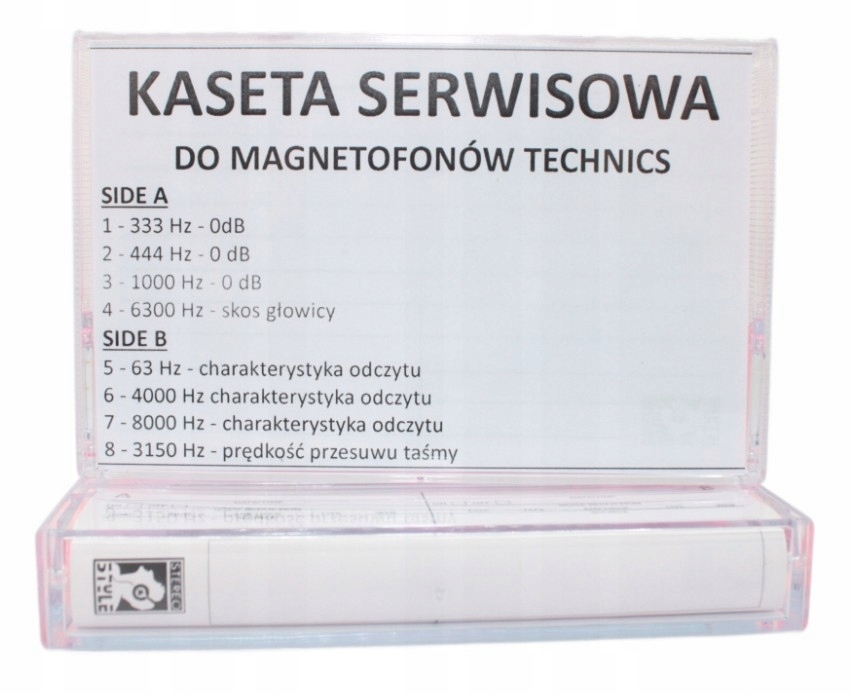 KASETA SERWISOWA
DO MAGNETOFONÓW TECHNICS
SIDE A
1 - 333 Hz - 0dB
2 - 444 Hz - 0 dB
3 - 1000 Hz - 0 dB
4 - 6300 Hz - skos głowicy
SIDE B
5 - 63 Hz - charakterystyka odczytu
6 - 4000 Hz charakterystyka odczytu
7 - 8000 Hz - charakterystyka odczytu
8 - 3150 Hz - prędkość przesuwu taśmy
STEREO
STYLE